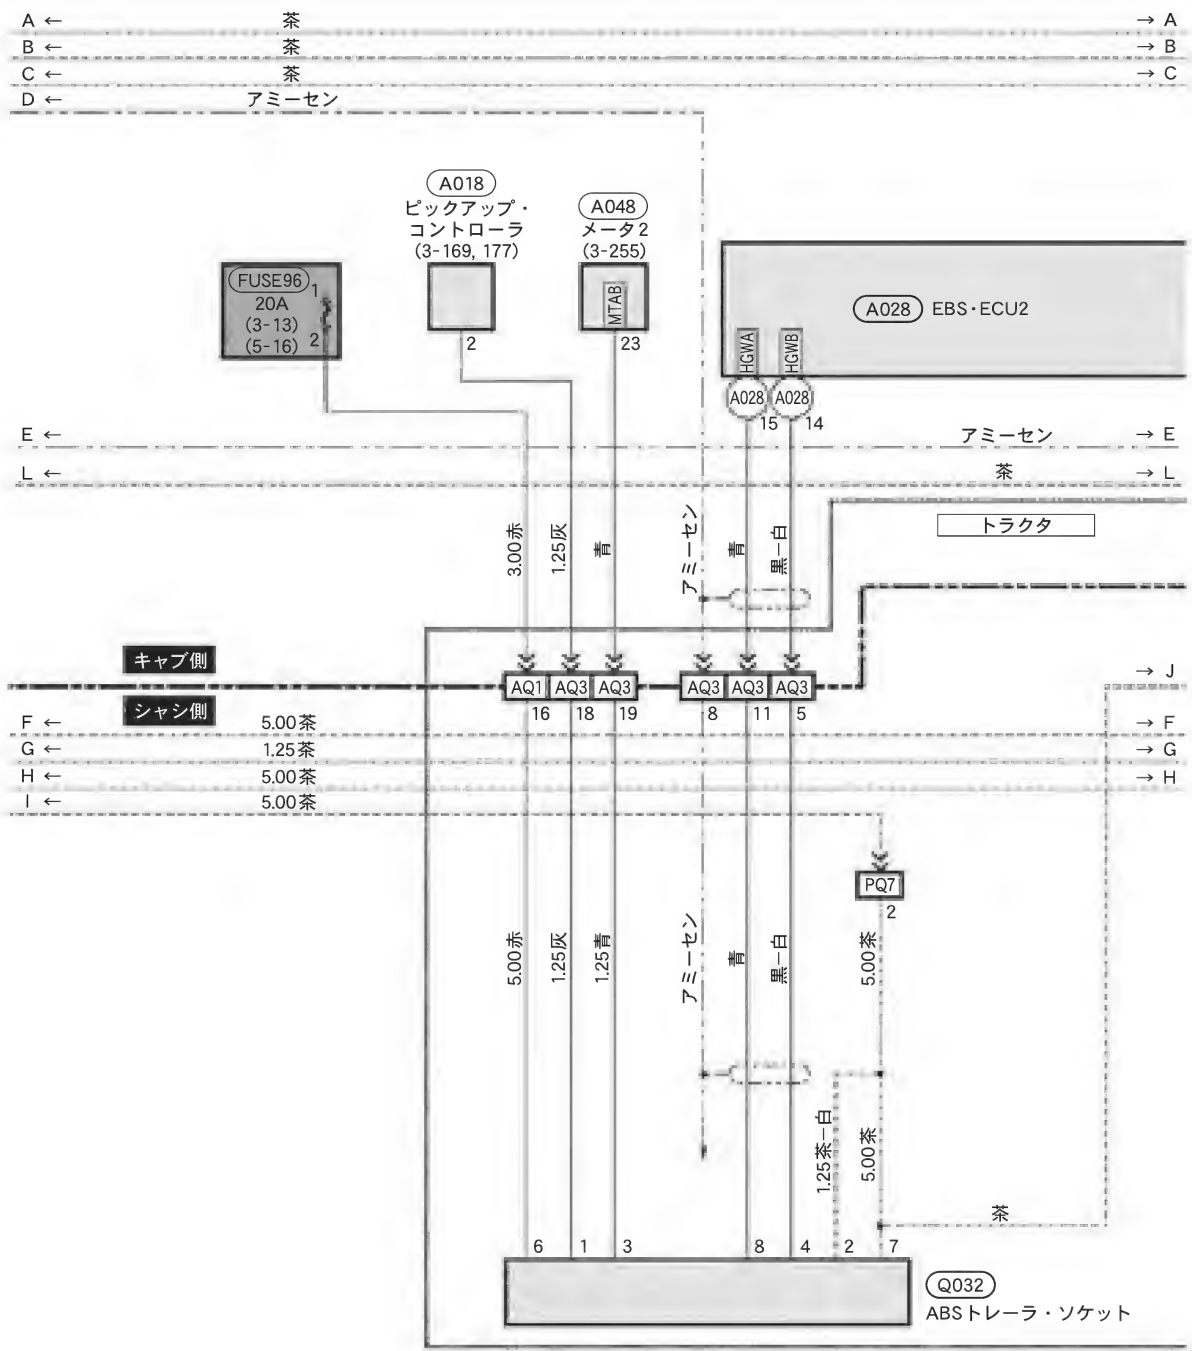 A ← 茶 → A
B ← 茶 → B
C ← 茶 → C
D ← アミーセン
A018
ピックアップ・
コントローラ
(3-169, 177)
A048
メータ2
(3-255)
FUSE96
20A
(3-13)
(5-16)
1
2
2
MTAB
23
A028 EBS・ECU2
HGWA
HGWB
A028
A028
15
14
E ← アミーセン → E
L ← 茶 → L
トラクタ
3.00赤
1.25灰
青
アミーセン
青
黒−白
キャブ側
シャシ側
AQ1
AQ3
AQ3
AQ3
AQ3
AQ3
16
18
19
8
11
5
→ J
F ← 5.00茶 → F
G ← 1.25茶 → G
H ← 5.00茶 → H
I ← 5.00茶
PQ7
2
5.00赤
1.25灰
1.25青
アミーセン
青
黒−白
5.00茶
1.25茶−白
5.00茶
茶
6
1
3
8
4
2
7
Q032
ABSトレーラ・ソケット